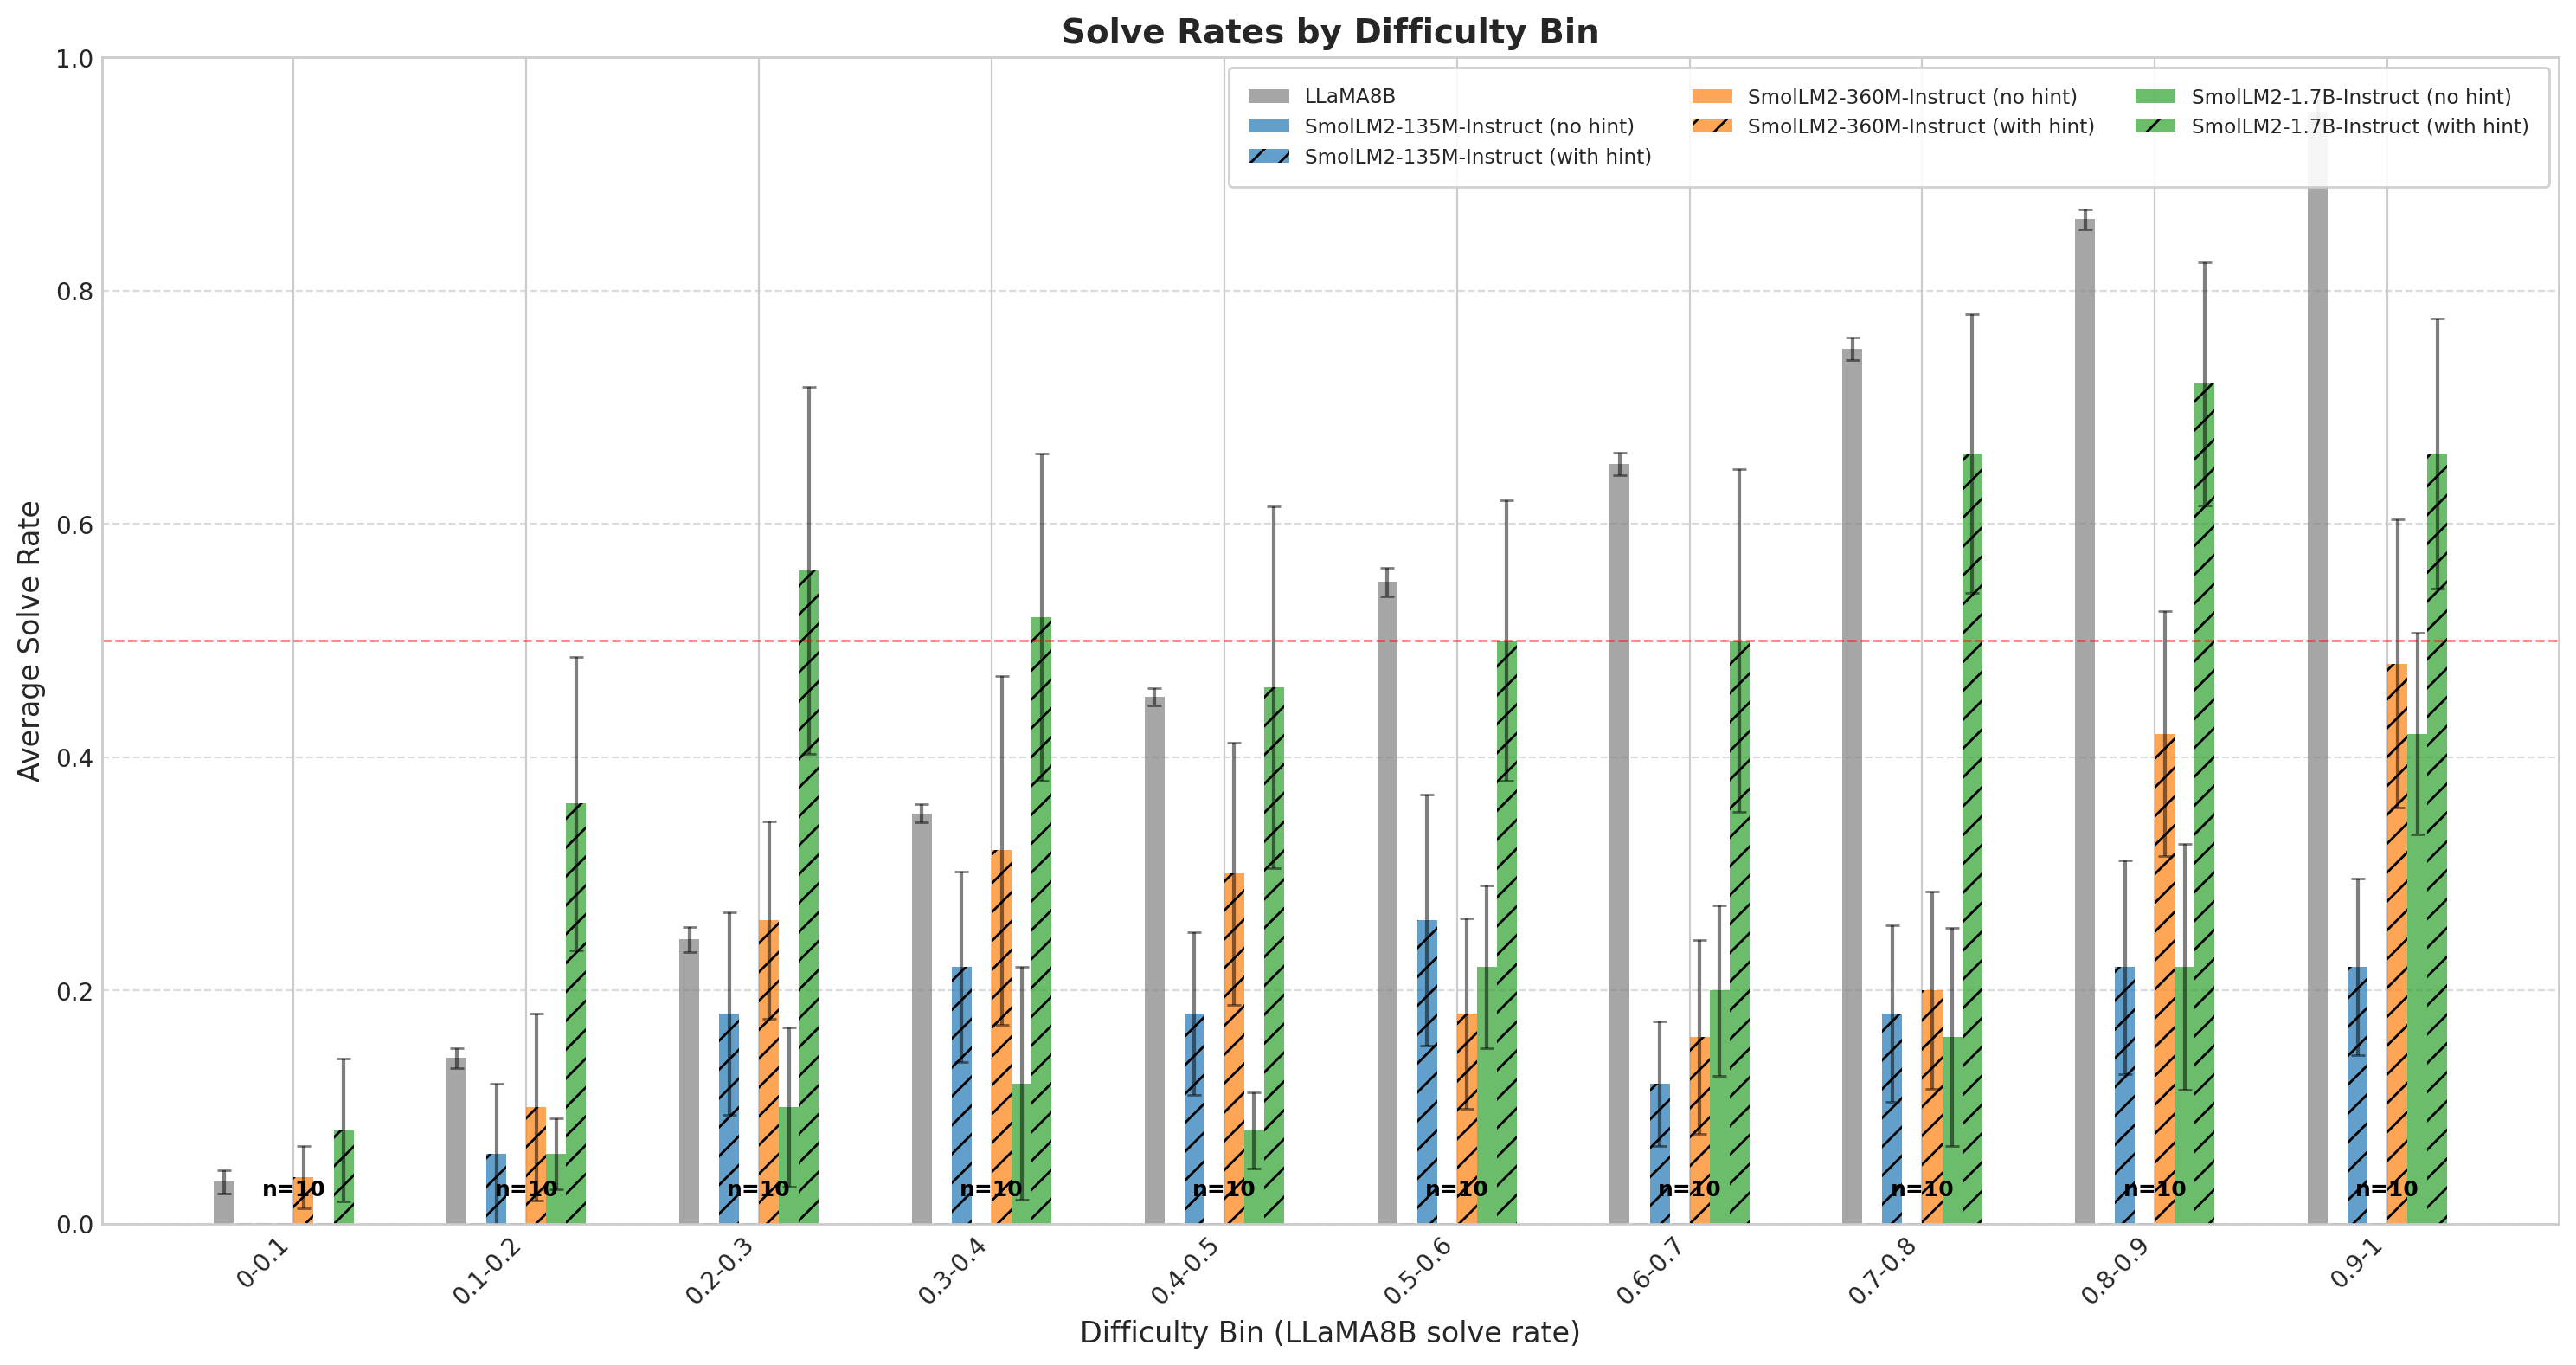 Solve Rates by Difficulty Bin
LLaMA8B
SmolLM2-135M-Instruct (no hint)
SmolLM2-135M-Instruct (with hint)
SmolLM2-360M-Instruct (no hint)
SmolLM2-360M-Instruct (with hint)
SmolLM2-1.7B-Instruct (no hint)
SmolLM2-1.7B-Instruct (with hint)
Average Solve Rate
1.0
0.8
0.6
0.4
0.2
0.0
n=10
n=10
n=10
n=10
n=10
n=10
n=10
n=10
n=10
n=10
0-0.1
0.1-0.2
0.2-0.3
0.3-0.4
0.4-0.5
0.5-0.6
0.6-0.7
0.7-0.8
0.8-0.9
0.9-1
Difficulty Bin (LLaMA8B solve rate)